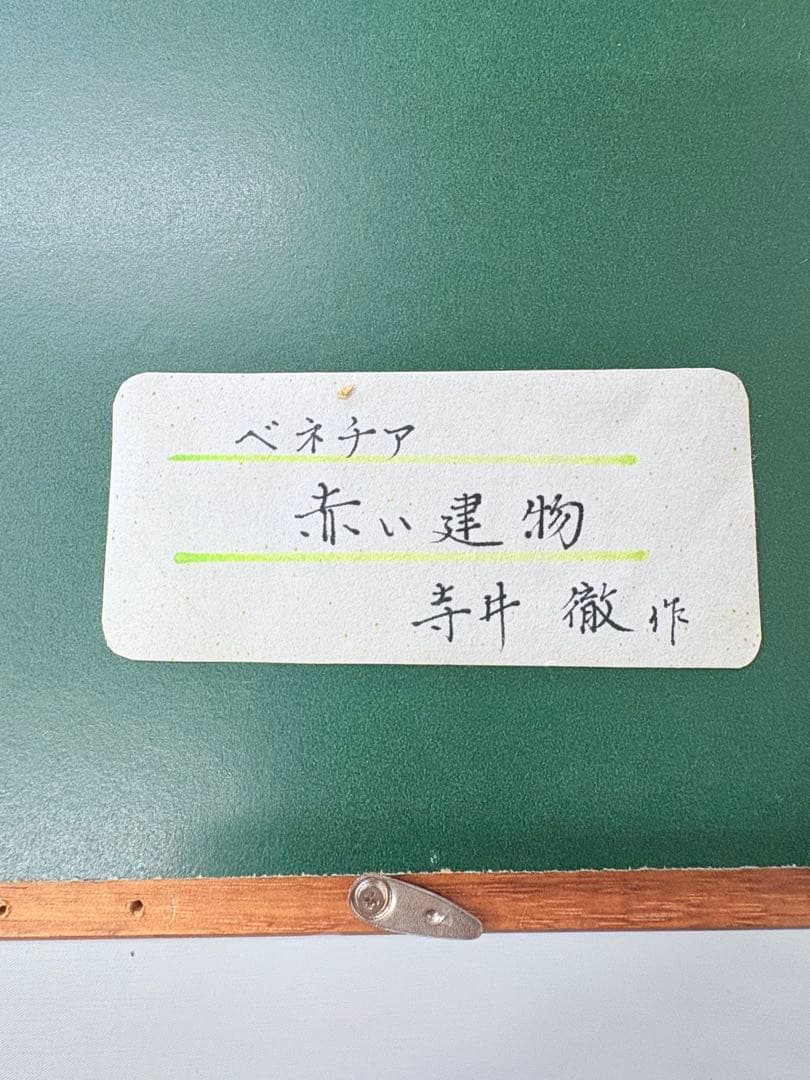 ベネチア
赤い建物
寺井 徹 作